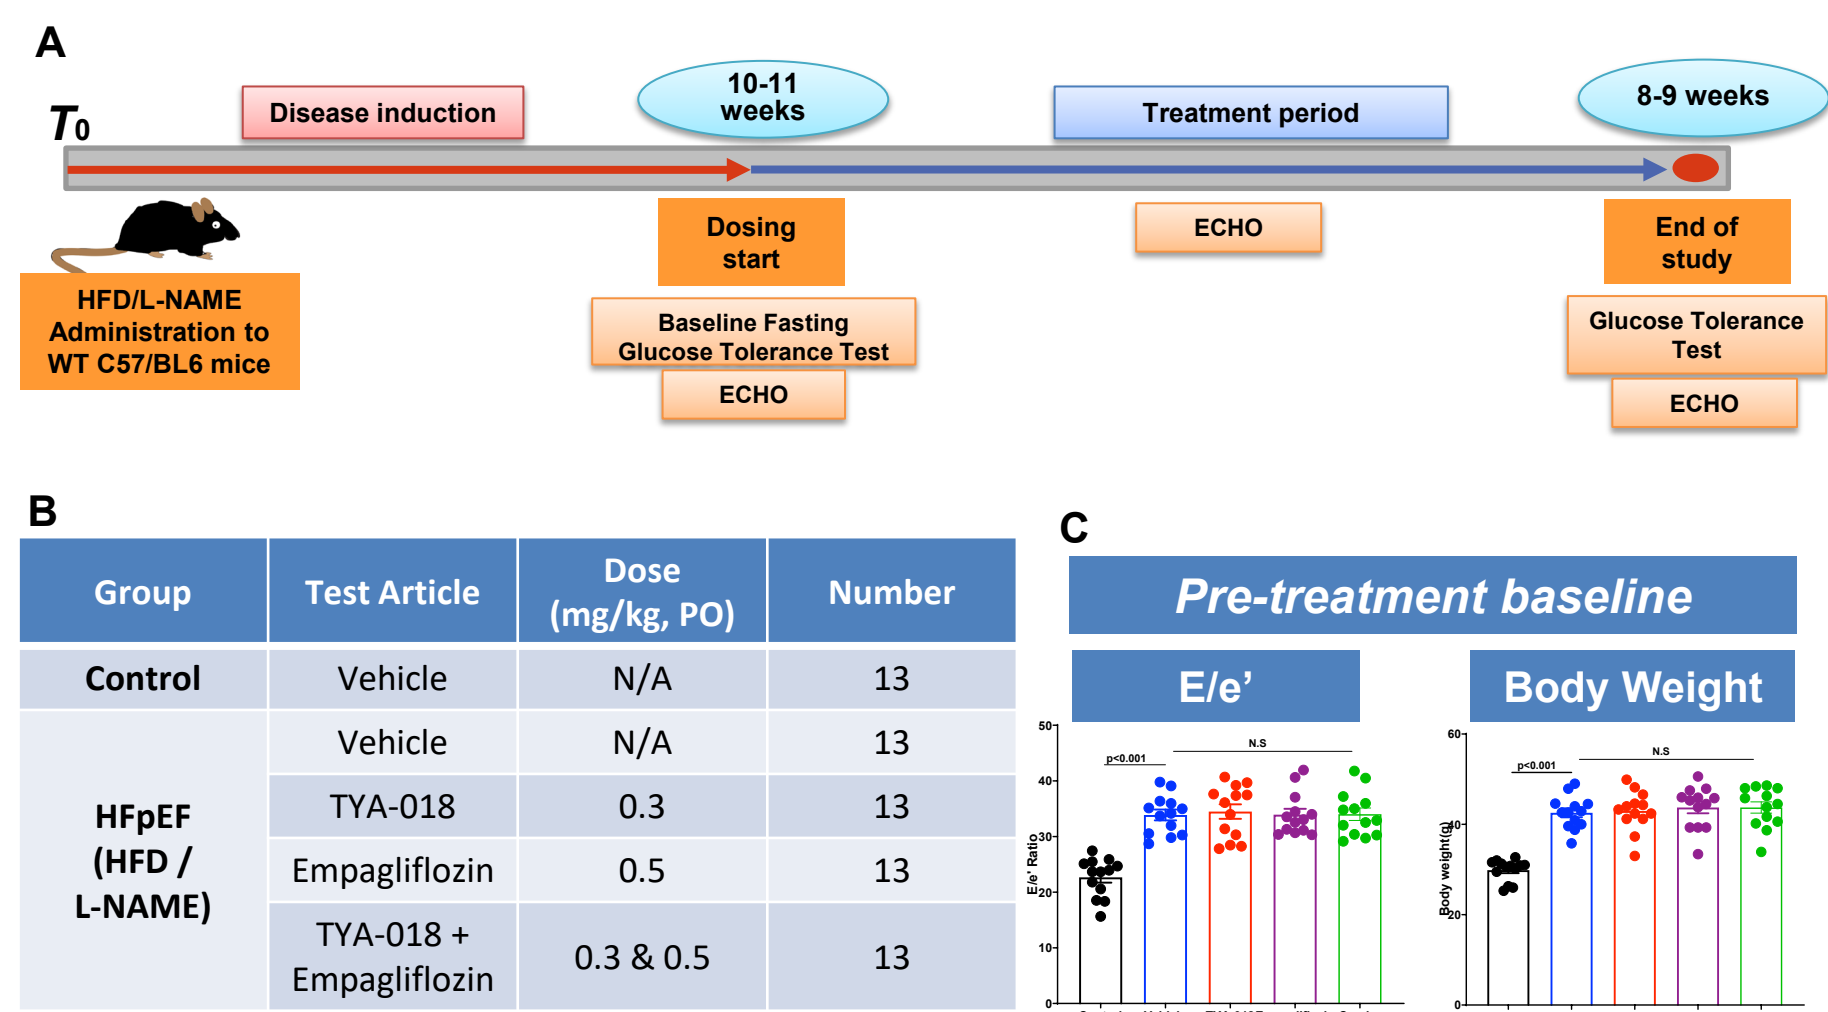 A
T0
Disease induction
10-11
weeks
Treatment period
8-9 weeks
HFD/L-NAME
Administration to
WT C57/BL6 mice
Dosing
start
Baseline Fasting
Glucose Tolerance Test
ECHO
ECHO
End of
study
Glucose Tolerance
Test
ECHO
B
Group
Test Article
Dose
(mg/kg, PO)
Number
Control
Vehicle
N/A
13
HFpEF
(HFD /
L-NAME)
Vehicle
N/A
13
TYA-018
0.3
13
Empagliflozin
0.5
13
TYA-018 +
Empagliflozin
0.3 & 0.5
13
C
Pre-treatment baseline
E/e’
E/e' Ratio
50
40
30
20
10
0
p<0.001
N.S
Body Weight
Body weight(g)
60
40
20
0
p<0.001
N.S